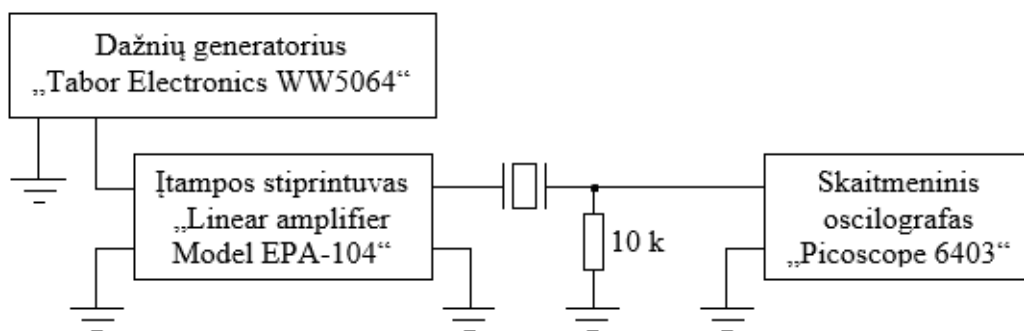 Dažnių generatorius
„Tabor Electronics WW5064“
Įtampos stiprintuvas
„Linear amplifier
Model EPA-104“
10 k
Skaitmeninis
oscilografas
„Picoscope 6403“